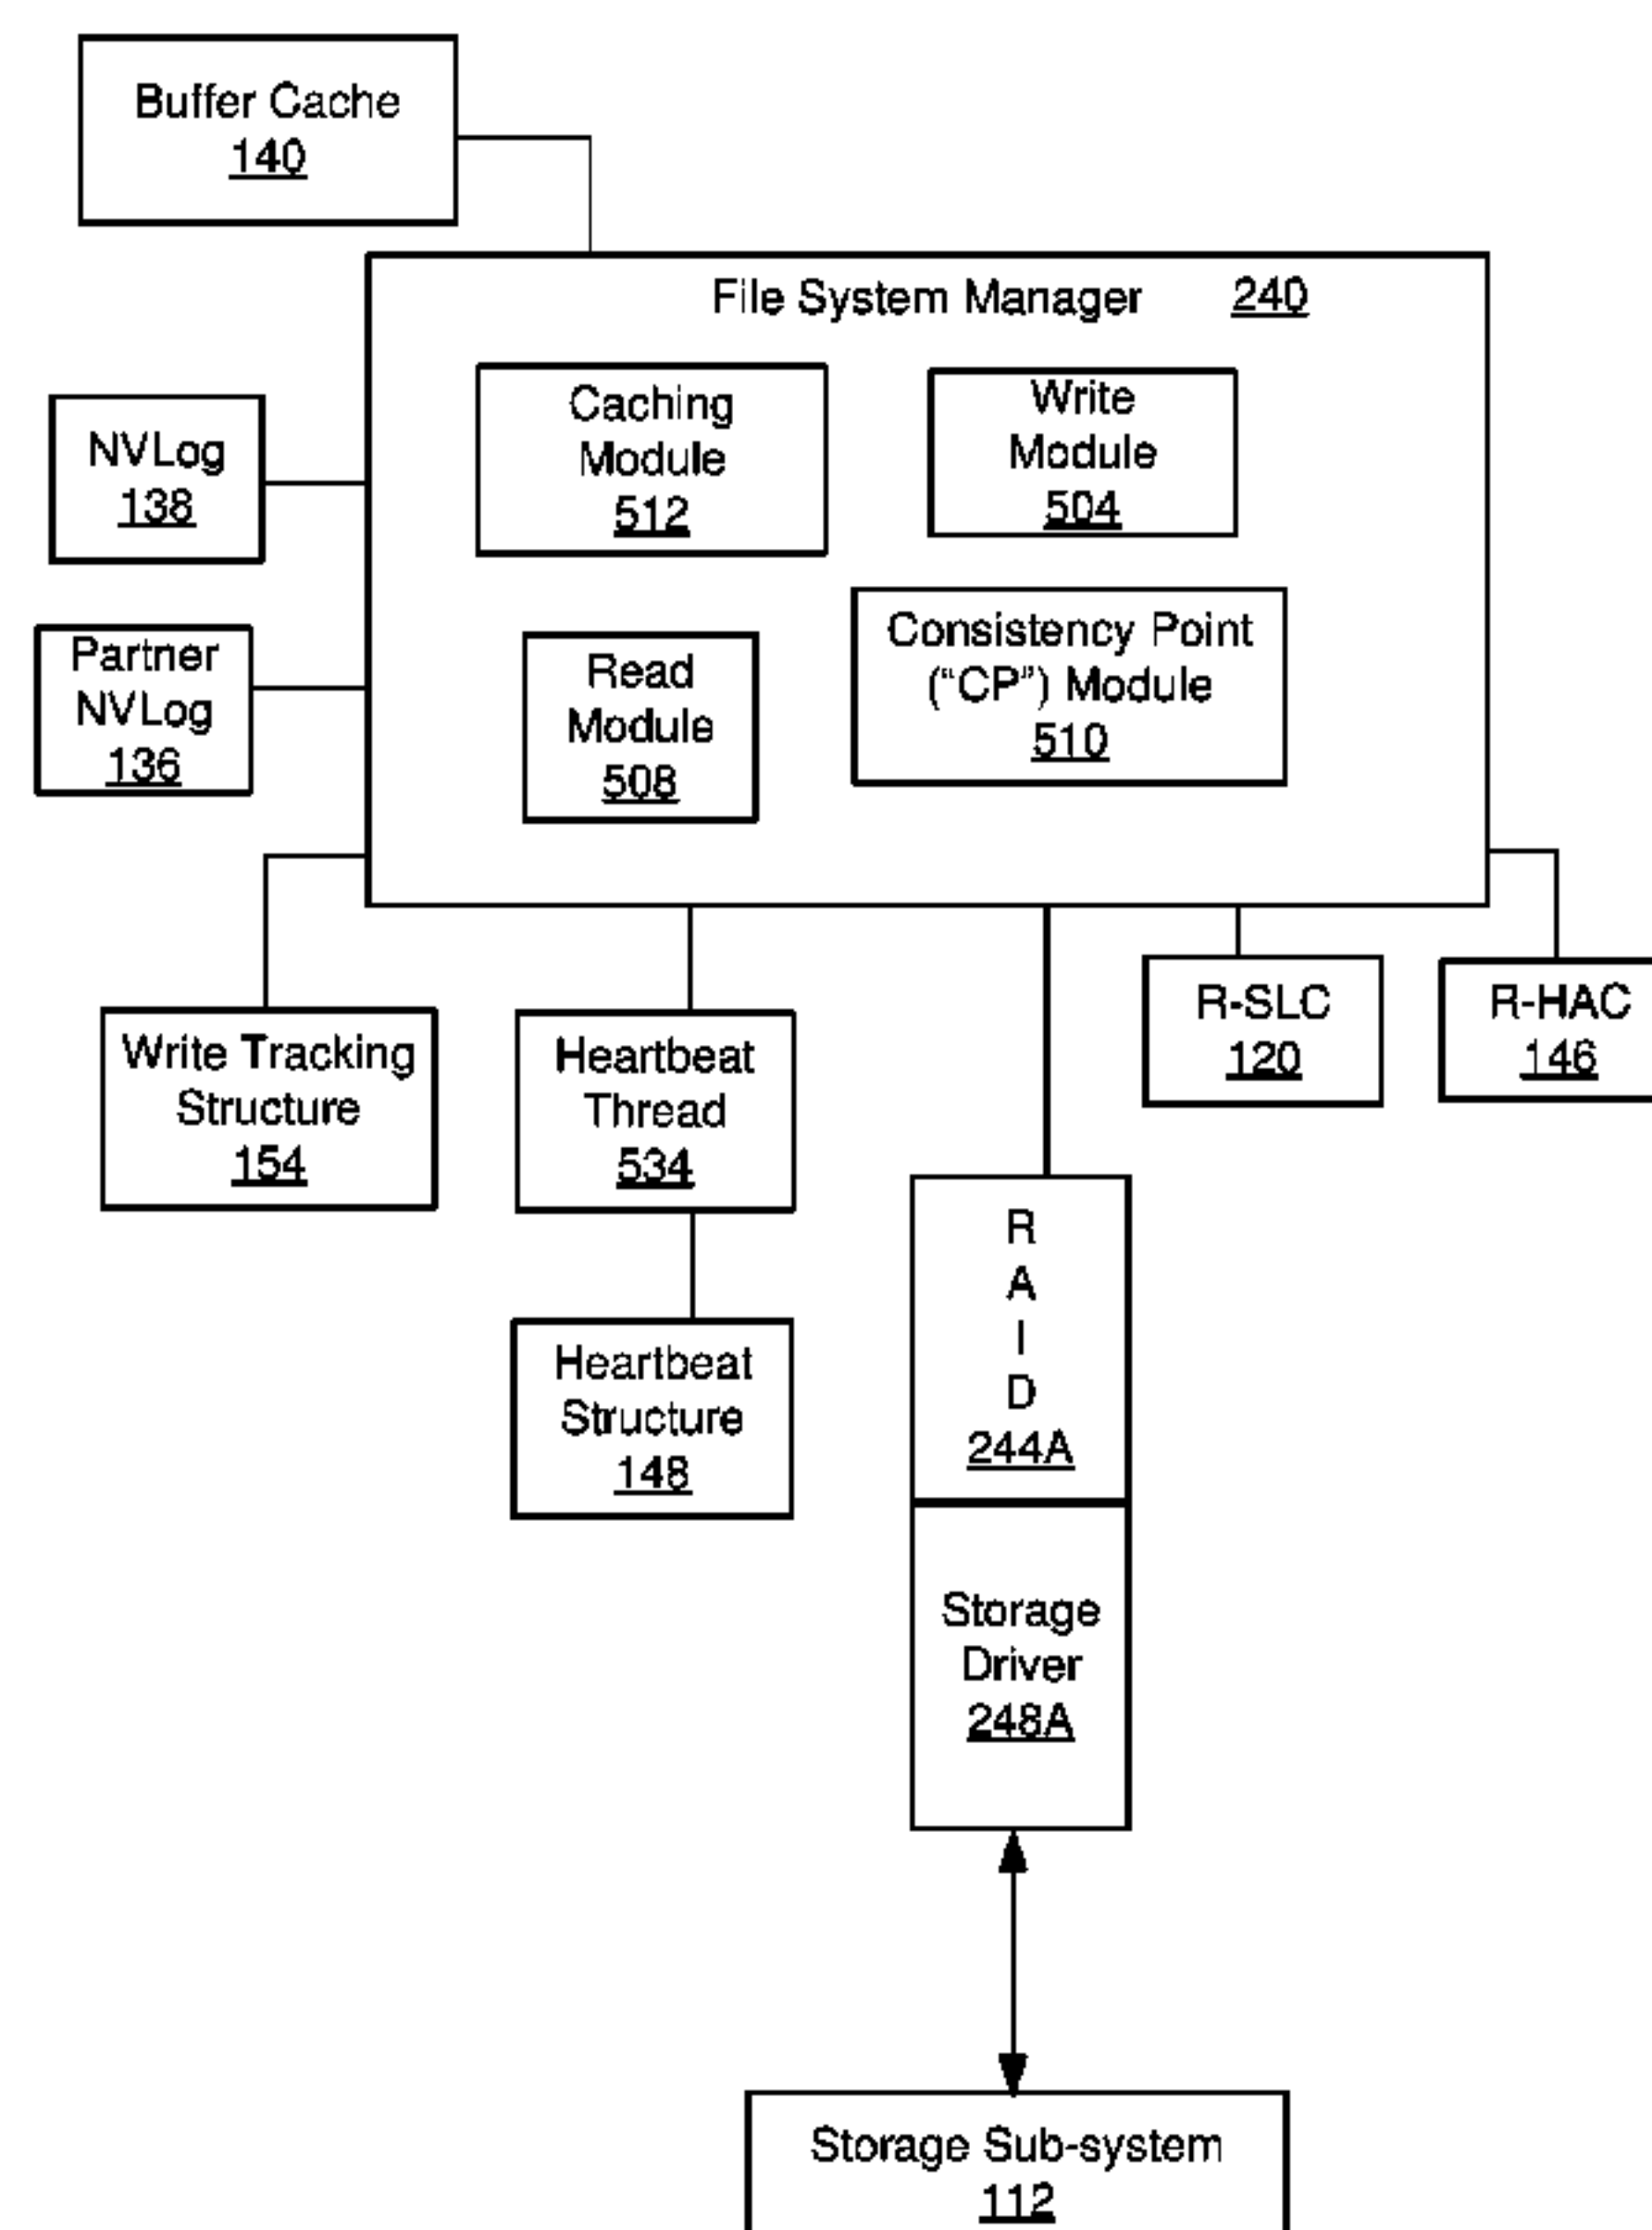 Buffer Cache
140
File System Manager 240
Caching
Module
512
Write
Module
504
NVLog
138
Partner
NVLog
136
Read
Module
508
Consistency Point
("CP") Module
510
Write Tracking
Structure
154
Heartbeat
Thread
534
R-SLC
120
R-HAC
146
Heartbeat
Structure
148
R
A
I
D
244A
Storage
Driver
248A
Storage Sub-system
112